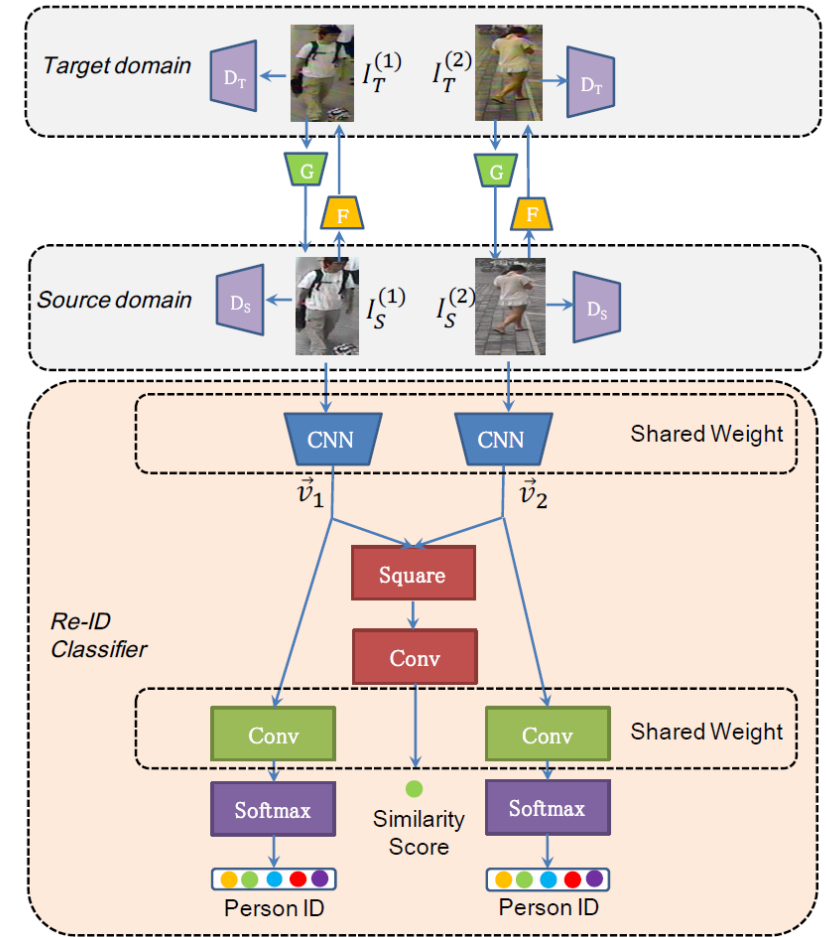 Target domain
D_T
I_T^{(1)}
I_T^{(2)}
D_T
G
F
G
F
Source domain
D_S
I_S^{(1)}
I_S^{(2)}
D_S
CNN
CNN
Shared Weight
\vec{v}_1
\vec{v}_2
Square
Re-ID
Classifier
Conv
Conv
Conv
Shared Weight
Softmax
Similarity
Score
Softmax
Person ID
Person ID